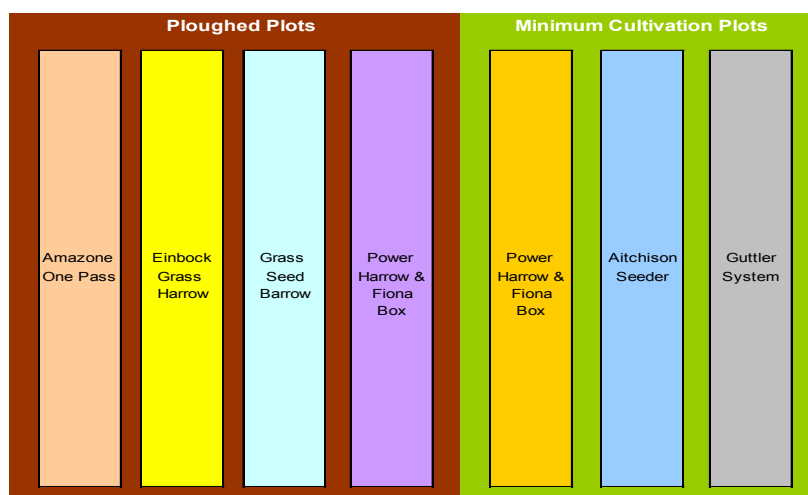 Ploughed Plots
Minimum Cultivation Plots
Amazone
One Pass
Einbock
Grass
Harrow
Grass
Seed
Barrow
Power
Harrow &
Fiona
Box
Power
Harrow &
Fiona
Box
Aitchison
Seeder
Guttler
System